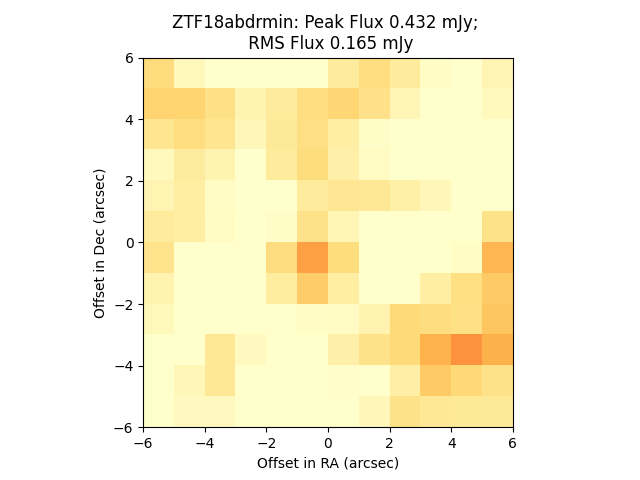 ZTF18abdrmin: Peak Flux 0.432 mJy;
RMS Flux 0.165 mJy
6
4
2
0
−2
−4
−6
Offset in Dec (arcsec)
−6 −4 −2 0 2 4 6
Offset in RA (arcsec)